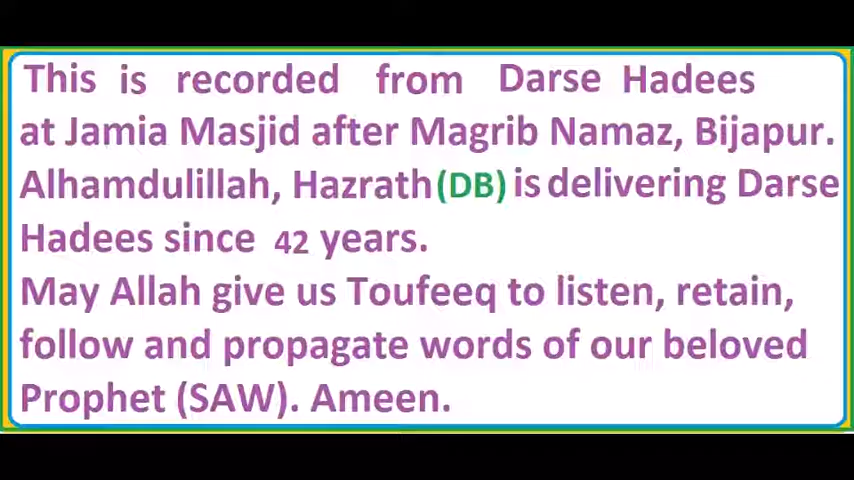 This is recorded from Darse Hadees
at Jamia Masjid after Magrib Namaz, Bijapur.
Alhamdulillah, Hazrath(DB) is delivering Darse
Hadees since 42 years.
May Allah give us Toufeeq to listen, retain,
follow and propagate words of our beloved
Prophet (SAW). Ameen.